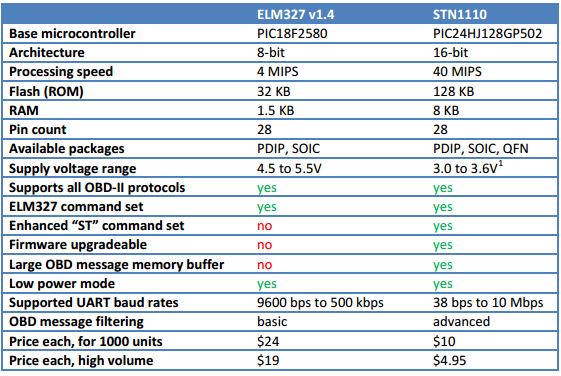 ELM327 v1.4 STN1110
Base microcontroller PIC18F2580 PIC24HJ128GP502
Architecture 8-bit 16-bit
Processing speed 4 MIPS 40 MIPS
Flash (ROM) 32 KB 128 KB
RAM 1.5 KB 8 KB
Pin count 28 28
Available packages PDIP, SOIC PDIP, SOIC, QFN
Supply voltage range 4.5 to 5.5V 3.0 to 3.6V¹
Supports all OBD-II protocols yes yes
ELM327 command set yes yes
Enhanced “ST” command set no yes
Firmware upgradeable no yes
Large OBD message memory buffer no yes
Low power mode yes yes
Supported UART baud rates 9600 bps to 500 kbps 38 bps to 10 Mbps
OBD message filtering basic advanced
Price each, for 1000 units $24 $10
Price each, high volume $19 $4.95